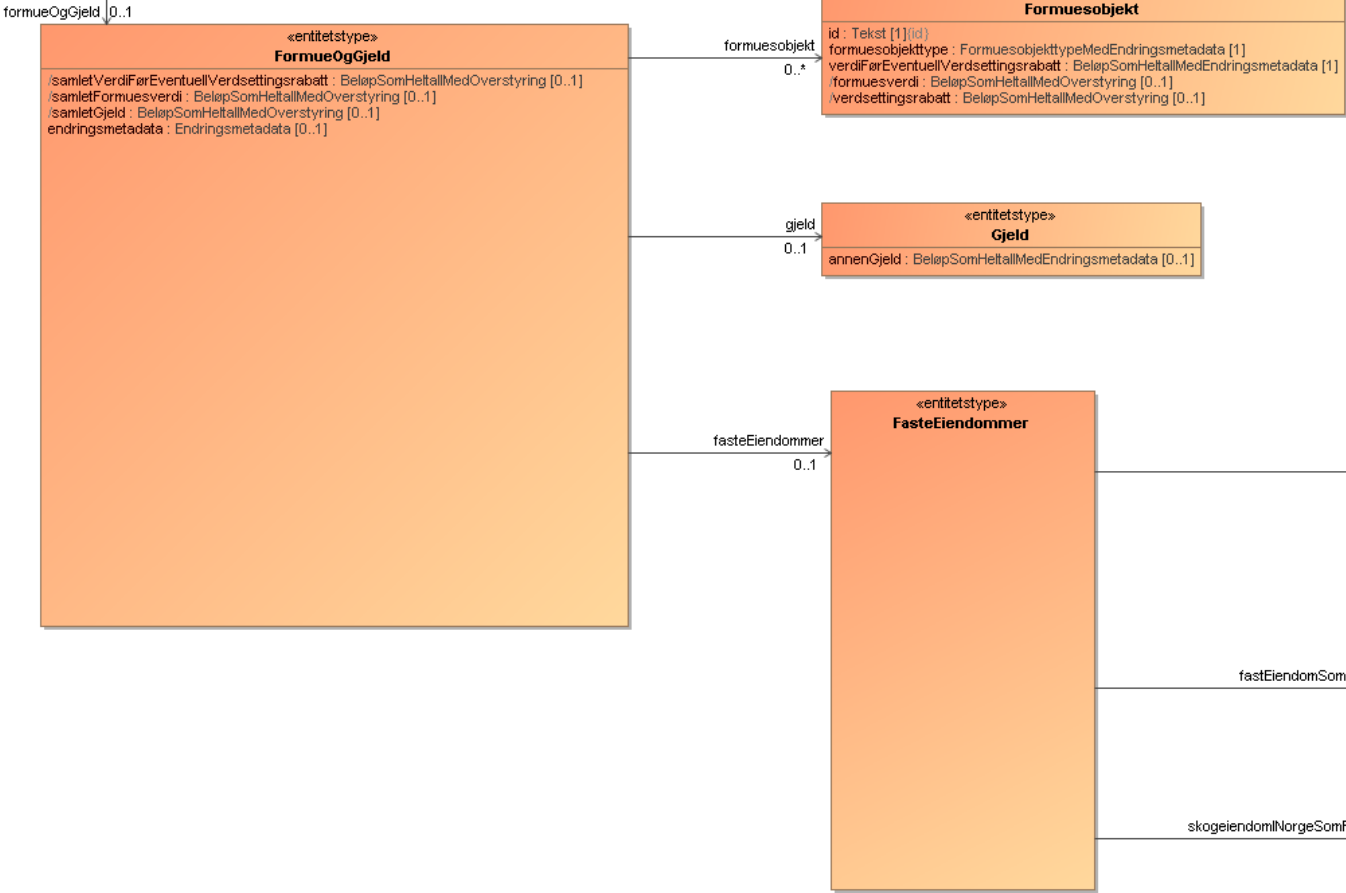 formueOgGjeld 0..1
«entitetstype»
FormueOgGjeld
/samletVerdiFørEventuellVerdsettingsrabatt : BeløpSomHeltallMedOverstyring [0..1]
/samletFormuesverdi : BeløpSomHeltallMedOverstyring [0..1]
/samletGjeld : BeløpSomHeltallMedOverstyring [0..1]
endringsmetadata : Endringsmetadata [0..1]
formuesobjekt
0..*
Formuesobjekt
id : Tekst [1]{id}
formuesobjekttype : FormuesobjekttypeMedEndringsmetadata [1]
verdiFørEventuellVerdsettingsrabatt : BeløpSomHeltallMedEndringsmetadata [1]
/formuesverdi : BeløpSomHeltallMedOverstyring [0..1]
/verdsettingsrabatt : BeløpSomHeltallMedOverstyring [0..1]
gjeld
0..1
«entitetstype»
Gjeld
annenGjeld : BeløpSomHeltallMedEndringsmetadata [0..1]
fasteEiendommer
0..1
«entitetstype»
FasteEiendommer
fastEiendomSom
skogeiendomINorgeSomF